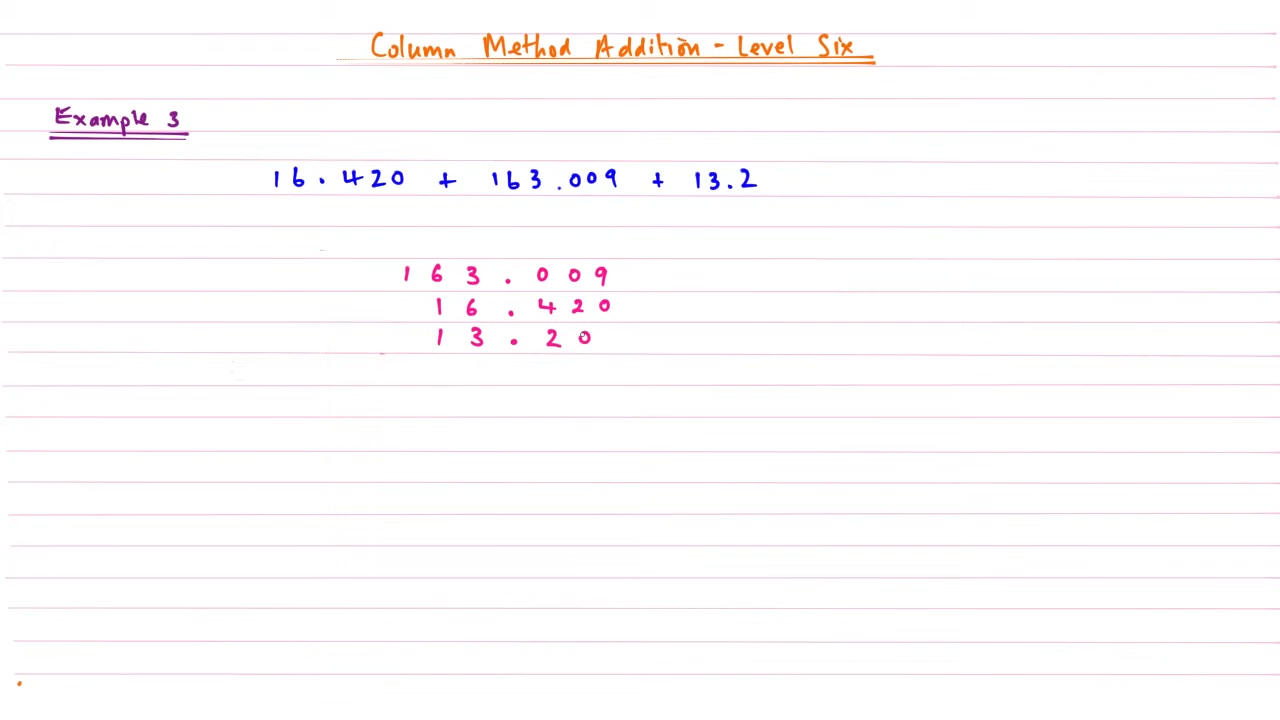 Column Method Addition - Level Six
Example 3
16.420 + 163.009 + 13.2
163.009
16.420
13.20